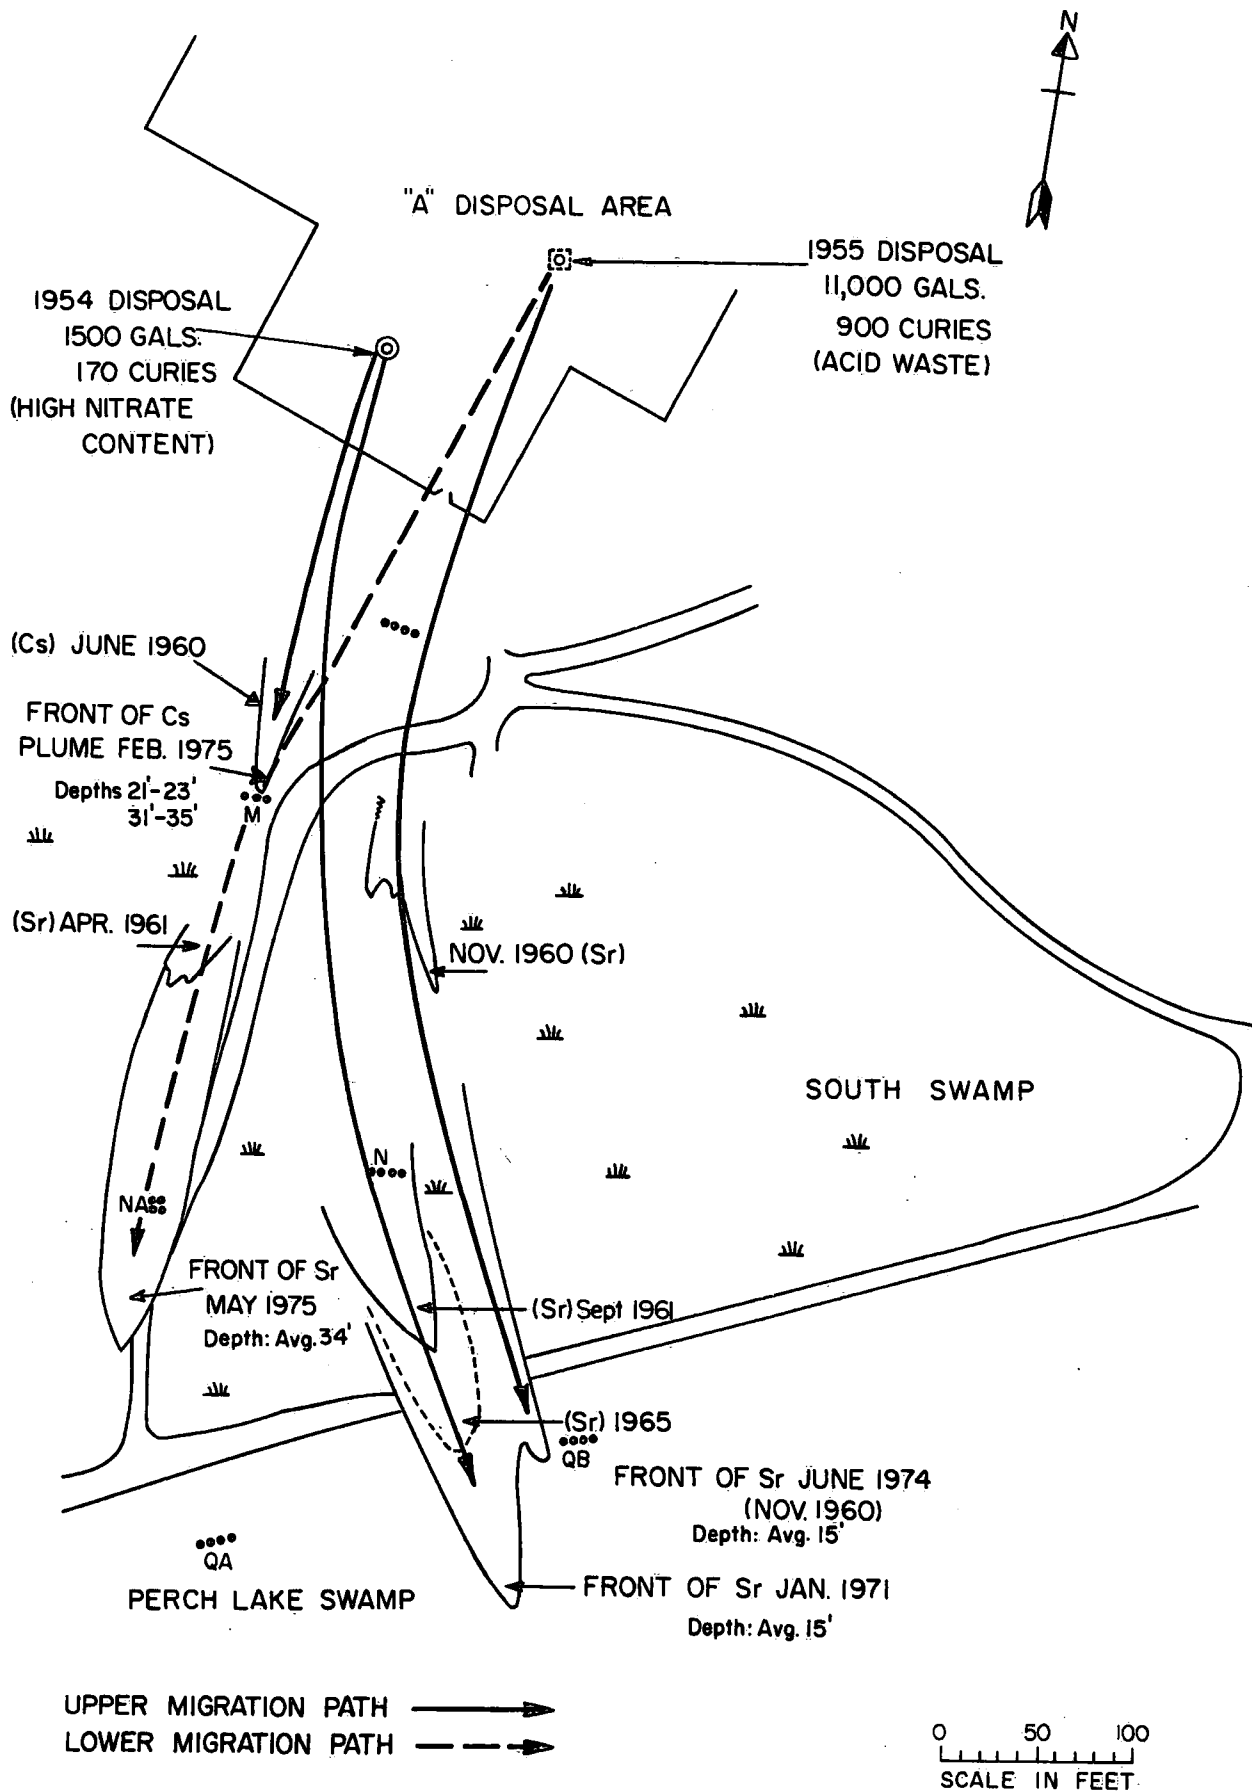 N
"A" DISPOSAL AREA
1955 DISPOSAL
11,000 GALS.
900 CURIES
(ACID WASTE)
1954 DISPOSAL
1500 GALS.
170 CURIES
(HIGH NITRATE
CONTENT)
(Cs) JUNE 1960
FRONT OF Cs
PLUME FEB. 1975
Depths 21'-23'
31'-35'
M
(Sr) APR. 1961
NOV. 1960 (Sr)
SOUTH SWAMP
N
NA
FRONT OF Sr
MAY 1975
Depth: Avg. 34'
(Sr) Sept 1961
(Sr) 1965
QB
FRONT OF Sr JUNE 1974
(NOV. 1960)
Depth: Avg. 15'
QA
PERCH LAKE SWAMP
FRONT OF Sr JAN. 1971
Depth: Avg. 15'
UPPER MIGRATION PATH
LOWER MIGRATION PATH
0 50 100
SCALE IN FEET